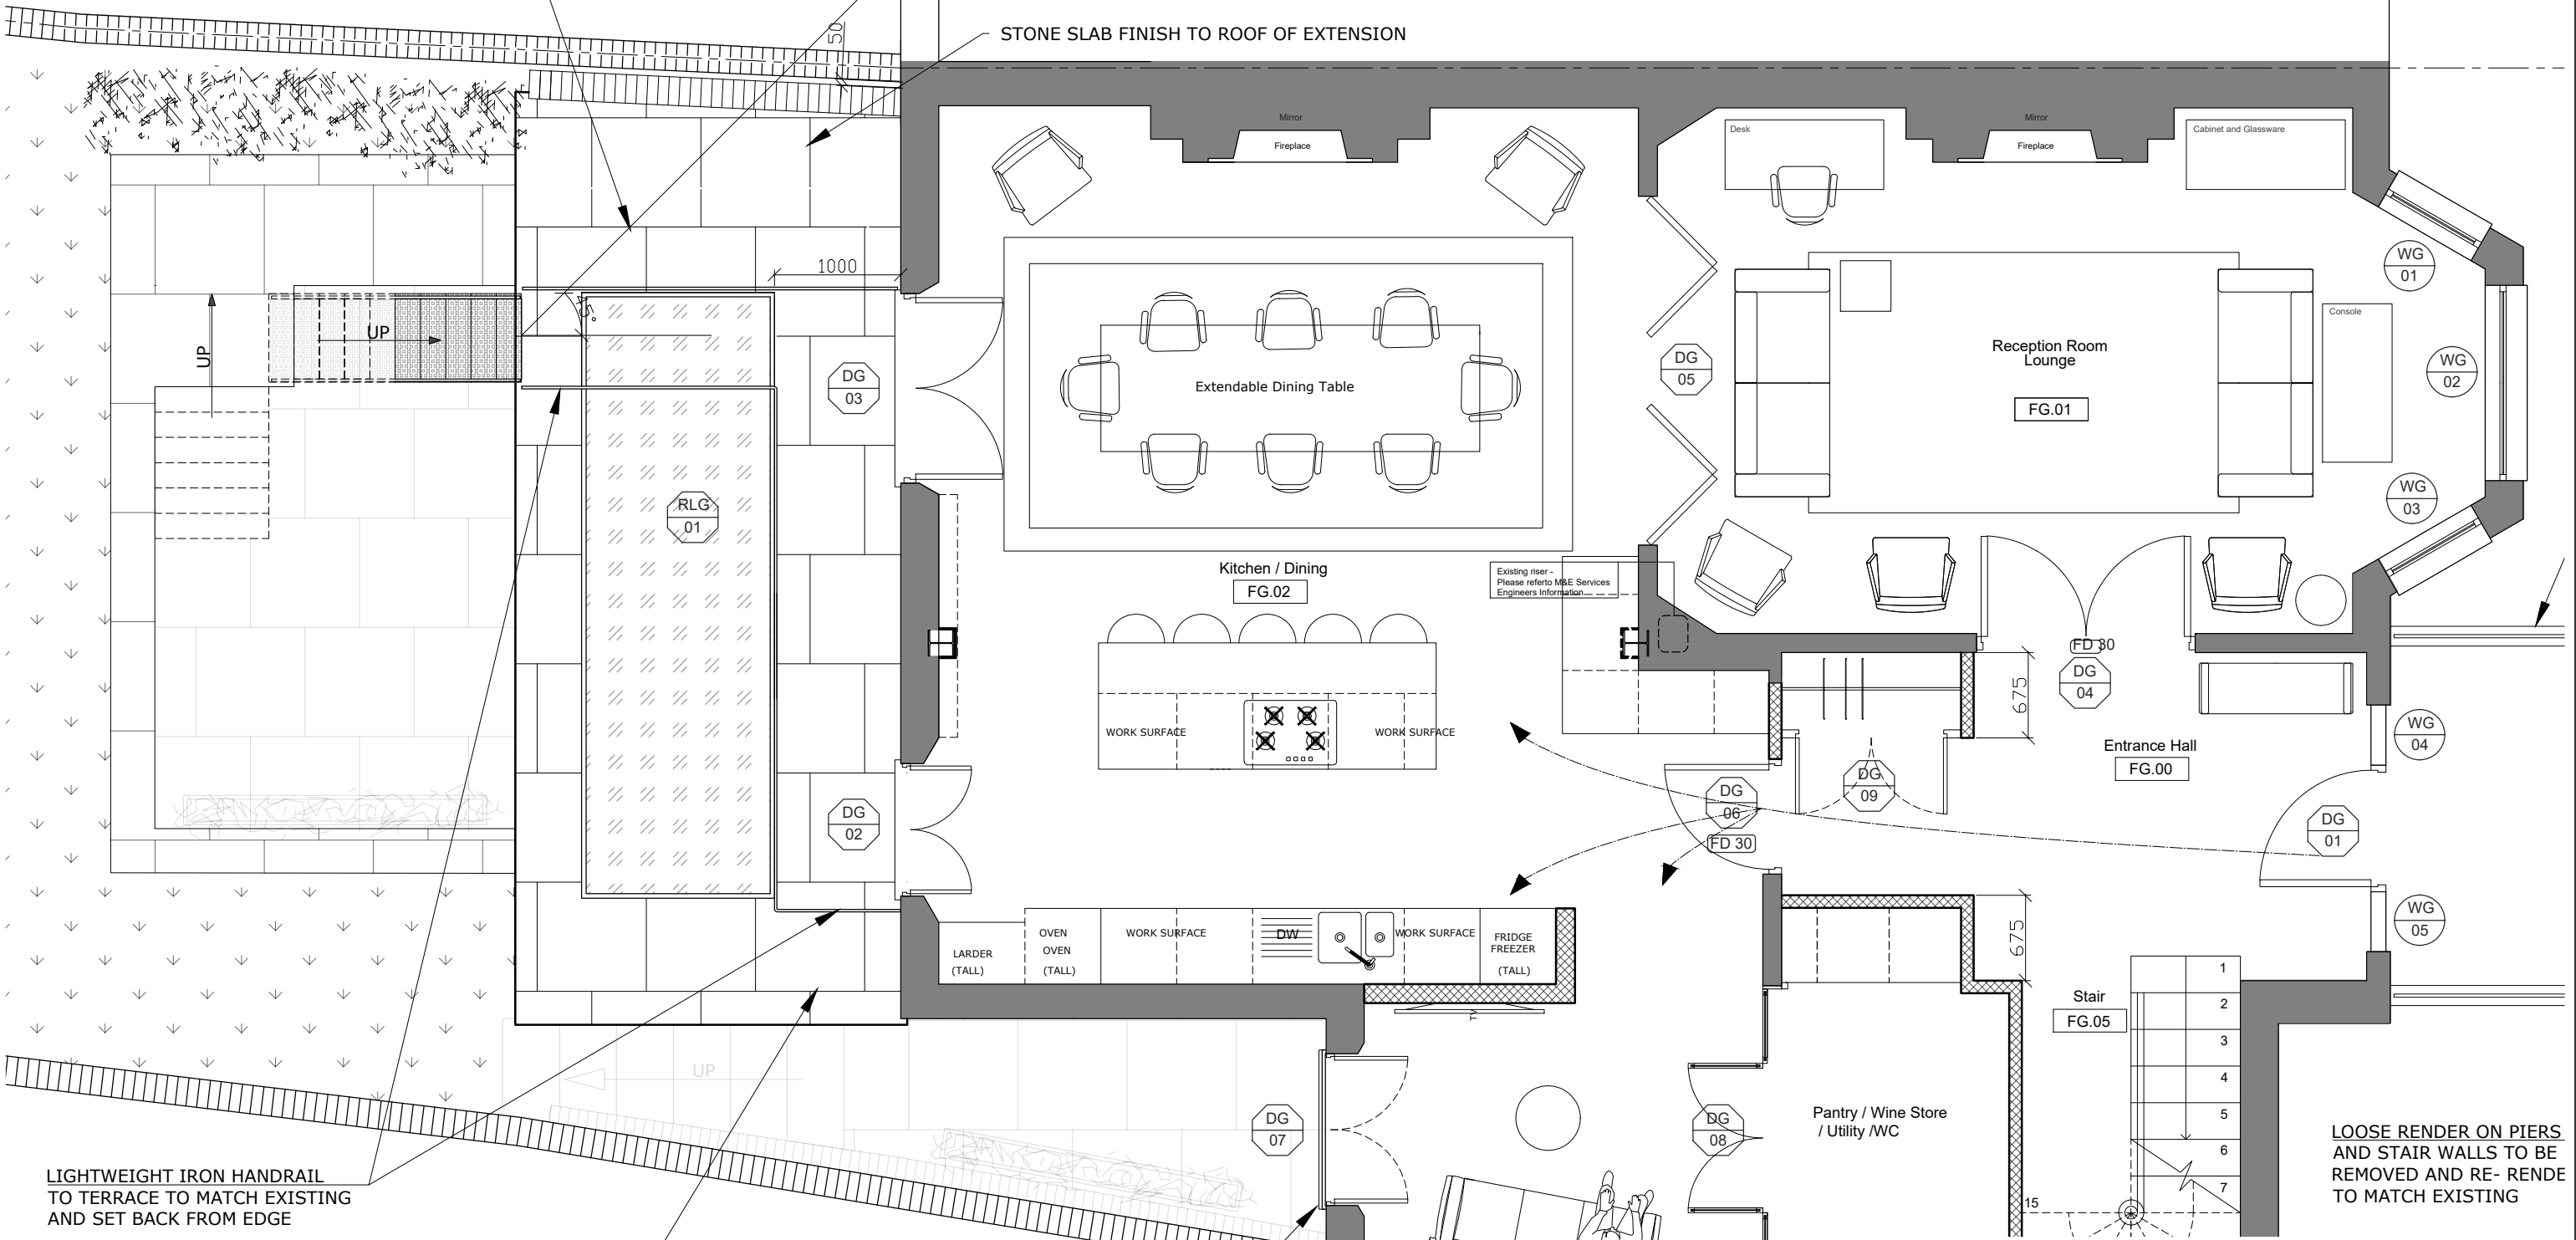 50
STONE SLAB FINISH TO ROOF OF EXTENSION
Mirror
Fireplace
Desk
Mirror
Fireplace
Cabinet and Glassware
WG
01
1000
45°
UP
UP
DG
03
Extendable Dining Table
DG
05
Reception Room
Lounge
FG.01
Console
WG
02
WG
03
RLG
01
Kitchen / Dining
FG.02
Existing riser -
Please referto M&E Services
Engineers Information
FD 30
DG
04
675
WORK SURFACE
WORK SURFACE
Entrance Hall
FG.00
WG
04
DG
09
DG
06
FD 30
DG
02
DG
01
LARDER
(TALL)
OVEN
OVEN
(TALL)
WORK SURFACE
DW
WORK SURFACE
FRIDGE
FREEZER
(TALL)
675
WG
05
Stair
FG.05
1
2
3
4
5
6
7
15
TV
UP
DG
07
DG
08
Pantry / Wine Store
/ Utility /WC
LIGHTWEIGHT IRON HANDRAIL
TO TERRACE TO MATCH EXISTING
AND SET BACK FROM EDGE
LOOSE RENDER ON PIERS
AND STAIR WALLS TO BE
REMOVED AND RE- RENDE
TO MATCH EXISTING